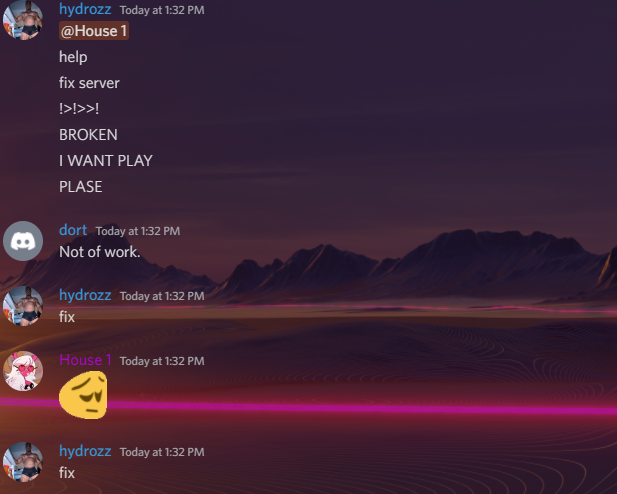 hydrozz Today at 1:32 PM
@House 1
help
fix server
!>!>>!
BROKEN
I WANT PLAY
PLASE
dort Today at 1:32 PM
Not of work.
hydrozz Today at 1:32 PM
fix
House 1 Today at 1:32 PM
hydrozz Today at 1:32 PM
fix